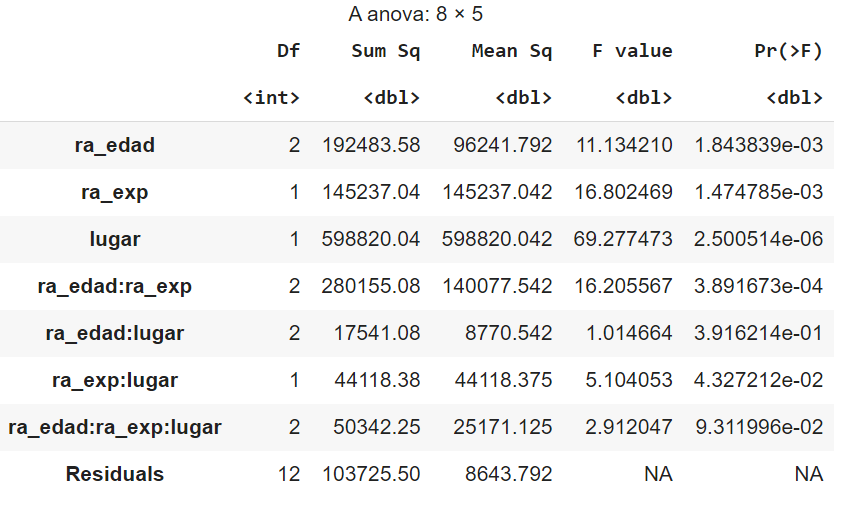 A anova: 8 × 5
Df Sum Sq Mean Sq F value Pr(>F)
<int> <dbl> <dbl> <dbl> <dbl>
ra_edad 2 192483.58 96241.792 11.134210 1.843839e-03
ra_exp 1 145237.04 145237.042 16.802469 1.474785e-03
lugar 1 598820.04 598820.042 69.277473 2.500514e-06
ra_edad:ra_exp 2 280155.08 140077.542 16.205567 3.891673e-04
ra_edad:lugar 2 17541.08 8770.542 1.014664 3.916214e-01
ra_exp:lugar 1 44118.38 44118.375 5.104053 4.327212e-02
ra_edad:ra_exp:lugar 2 50342.25 25171.125 2.912047 9.311996e-02
Residuals 12 103725.50 8643.792 NA NA